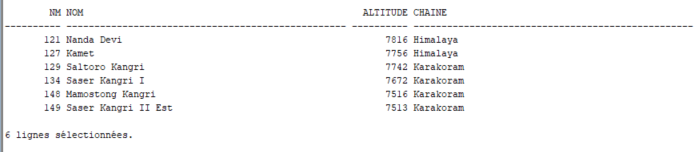 NM NOM ALTITUDE CHAINE
---------- -------------------------------------------------- ---------- --------------------------------------------------
121 Nanda Devi 7816 Himalaya
127 Kamet 7756 Himalaya
129 Saltoro Kangri 7742 Karakoram
134 Saser Kangri I 7672 Karakoram
148 Mamostong Kangri 7516 Karakoram
149 Saser Kangri II Est 7513 Karakoram
6 lignes sélectionnées.